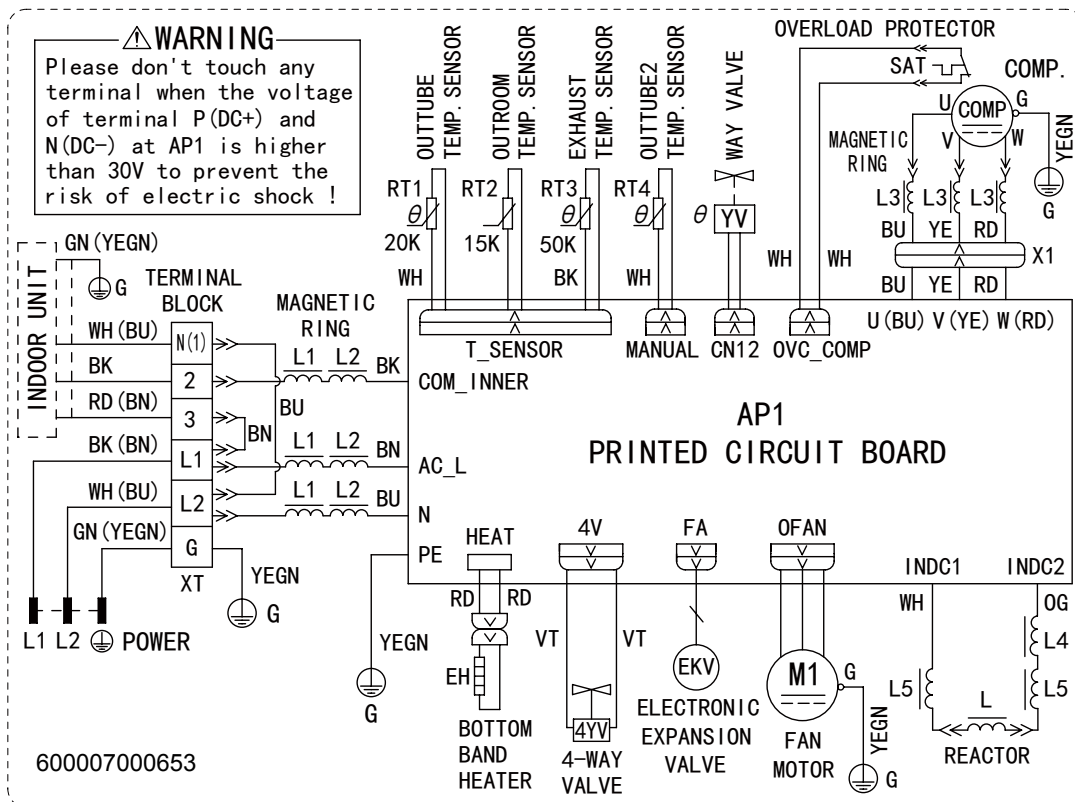 WARNING
Please don't touch any
terminal when the voltage
of terminal P(DC+) and
N(DC-) at AP1 is higher
than 30V to prevent the
risk of electric shock !
OUTTUBE
TEMP. SENSOR
OUTROOM
TEMP. SENSOR
EXHAUST
TEMP. SENSOR
OUTTUBE2
TEMP. SENSOR
WAY VALVE
RT1
θ
20K
WH
RT2
15K
RT3
θ
50K
BK
RT4
θ
WH
θ
YV
OVERLOAD PROTECTOR
SAT
COMP.
COMP
U
V
W
G
YEGN
G
MAGNETIC
RING
L3
L3
L3
BU
YE
RD
X1
WH
WH
BU
YE
RD
U(BU) V(YE) W(RD)
T_SENSOR
MANUAL
CN12
OVC_COMP
INDOOR UNIT
GN(YEGN)
G
TERMINAL
BLOCK
WH(BU)
BK
RD(BN)
BK(BN)
WH(BU)
GN(YEGN)
N(1)
2
3
L1
L2
G
XT
BU
BN
MAGNETIC
RING
L1
L2
BK
L1
L2
BN
L1
L2
BU
YEGN
G
L1
L2
POWER
COM_INNER
AC_L
N
PE
AP1
PRINTED CIRCUIT BOARD
YEGN
G
HEAT
RD
RD
EH
BOTTOM
BAND
HEATER
4V
VT
VT
4YV
4-WAY
VALVE
FA
EKV
ELECTRONIC
EXPANSION
VALVE
OFAN
M1
G
YEGN
G
FAN
MOTOR
INDC1
INDC2
WH
OG
L4
L5
L5
L
REACTOR
600007000653